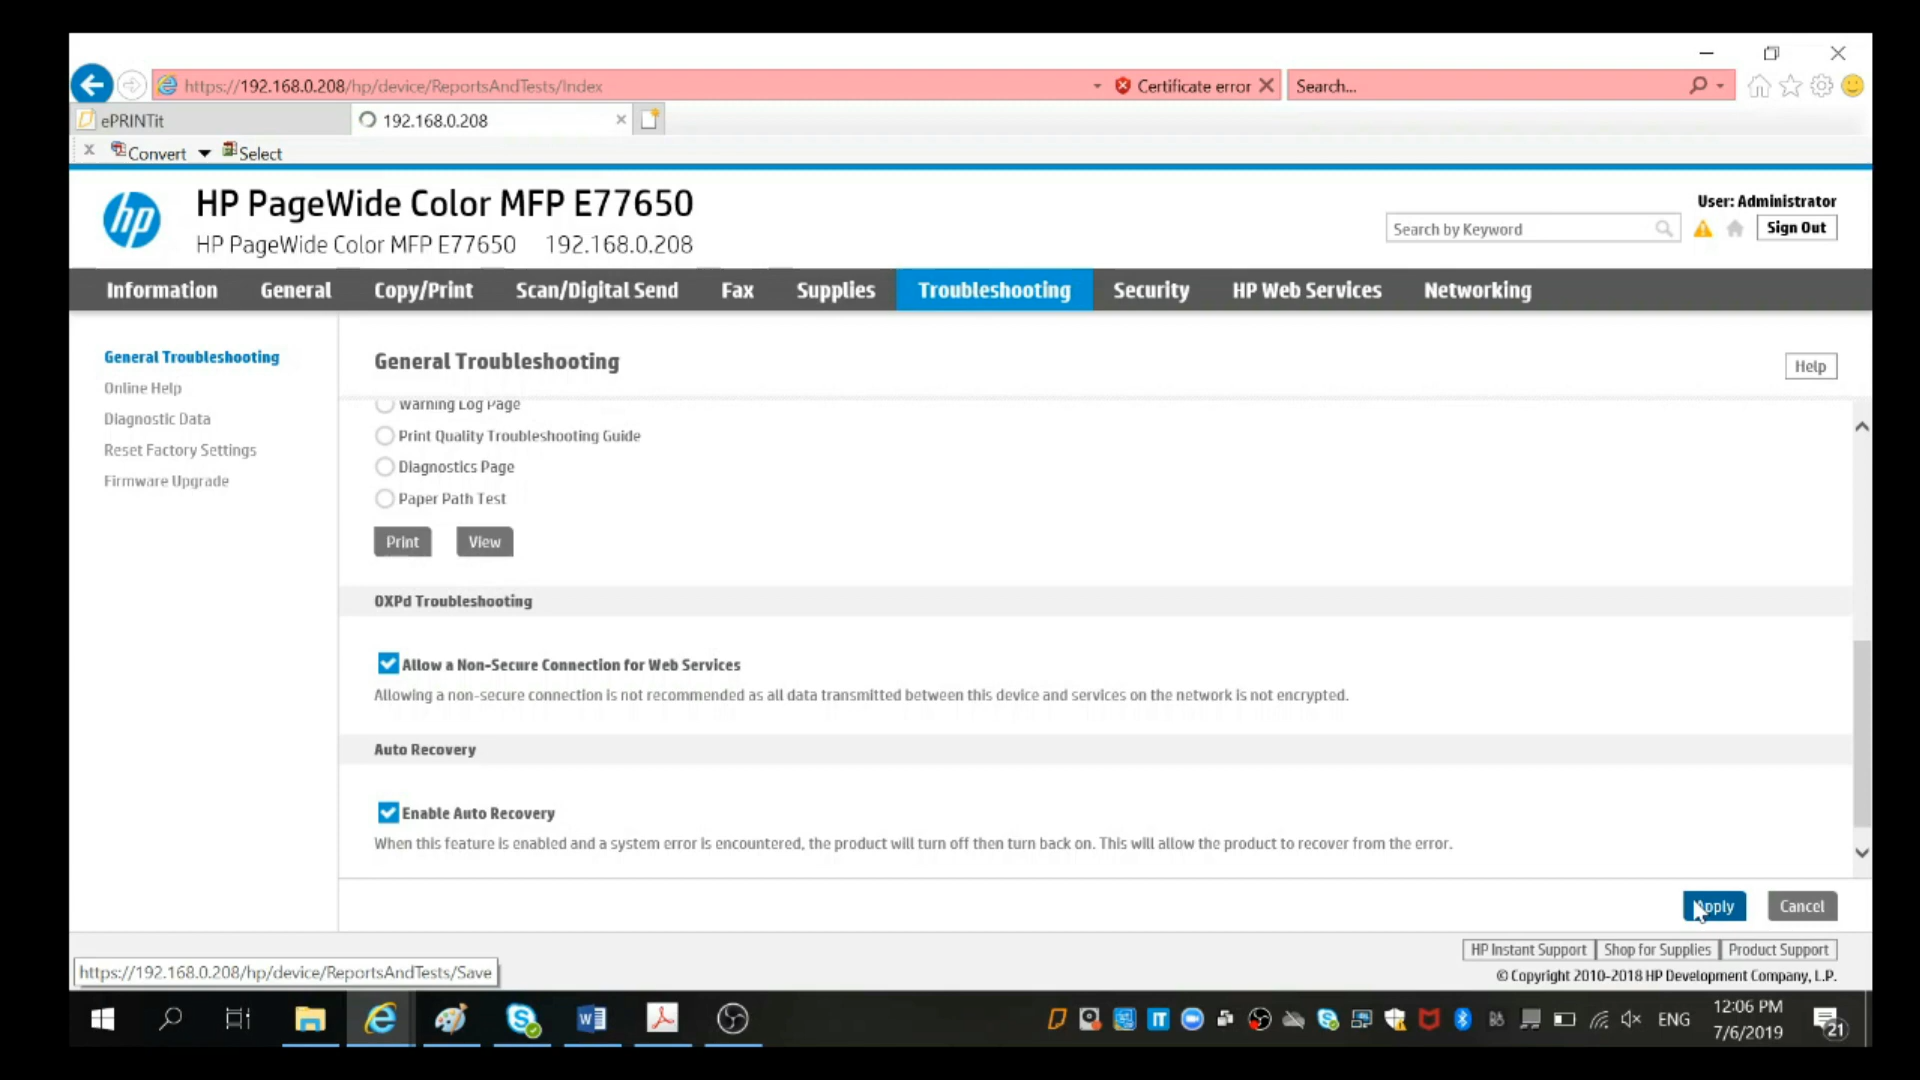 https://192.168.0.208/hp/device/ReportsAndTests/Index
Certificate error
Search...
ePRINTit
192.168.0.208
x Convert Select
hp
HP PageWide Color MFP E77650
HP PageWide Color MFP E77650 192.168.0.208
User: Administrator
Search by Keyword
Sign Out
Information General Copy/Print Scan/Digital Send Fax Supplies Troubleshooting Security HP Web Services Networking
General Troubleshooting
Online Help
Diagnostic Data
Reset Factory Settings
Firmware Upgrade
General Troubleshooting
Help
Warning Log Page
Print Quality Troubleshooting Guide
Diagnostics Page
Paper Path Test
Print View
OXPd Troubleshooting
Allow a Non-Secure Connection for Web Services
Allowing a non-secure connection is not recommended as all data transmitted between this device and services on the network is not encrypted.
Auto Recovery
Enable Auto Recovery
When this feature is enabled and a system error is encountered, the product will turn off then turn back on. This will allow the product to recover from the error.
Apply Cancel
HP Instant Support Shop for Supplies Product Support
https://192.168.0.208/hp/device/ReportsAndTests/Save
© Copyright 2010-2018 HP Development Company, L.P.
ENG
12:06 PM
7/6/2019
21